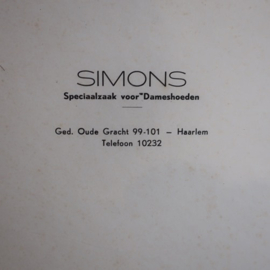 SIMONS
Speciaalzaak voor "Dameshoeden
Ged. Oude Gracht 99-101 – Haarlem
Telefoon 10232